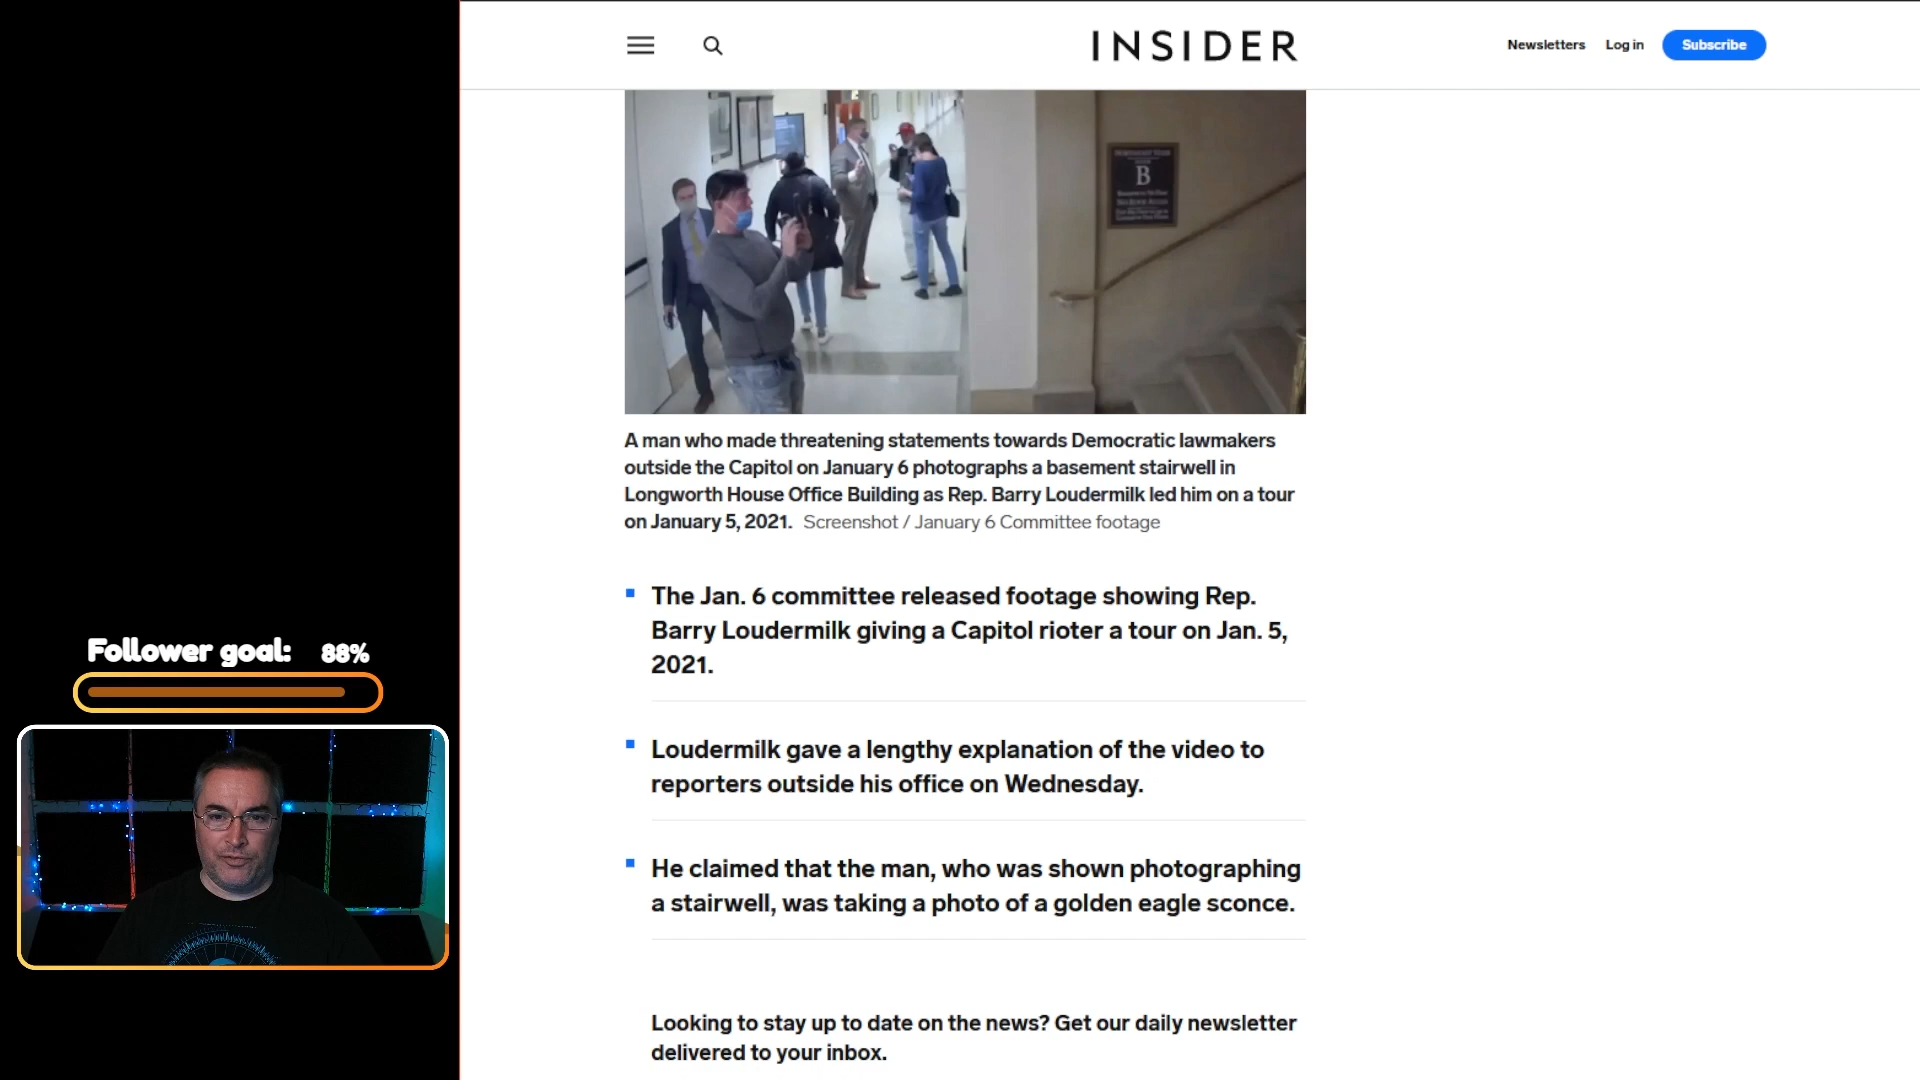 INSIDER
Newsletters
Log in
Subscribe
B
A man who made threatening statements towards Democratic lawmakers
outside the Capitol on January 6 photographs a basement stairwell in
Longworth House Office Building as Rep. Barry Loudermilk led him on a tour
on January 5, 2021. Screenshot / January 6 Committee footage
The Jan. 6 committee released footage showing Rep.
Barry Loudermilk giving a Capitol rioter a tour on Jan. 5,
2021.
Loudermilk gave a lengthy explanation of the video to
reporters outside his office on Wednesday.
He claimed that the man, who was shown photographing
a stairwell, was taking a photo of a golden eagle sconce.
Looking to stay up to date on the news? Get our daily newsletter
delivered to your inbox.
Follower goal: 88%